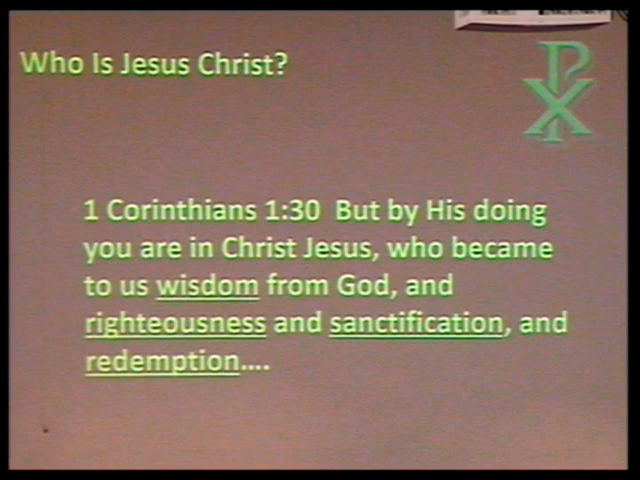 Who Is Jesus Christ?
1 Corinthians 1:30 But by His doing
you are in Christ Jesus, who became
to us wisdom from God, and
righteousness and sanctification, and
redemption....